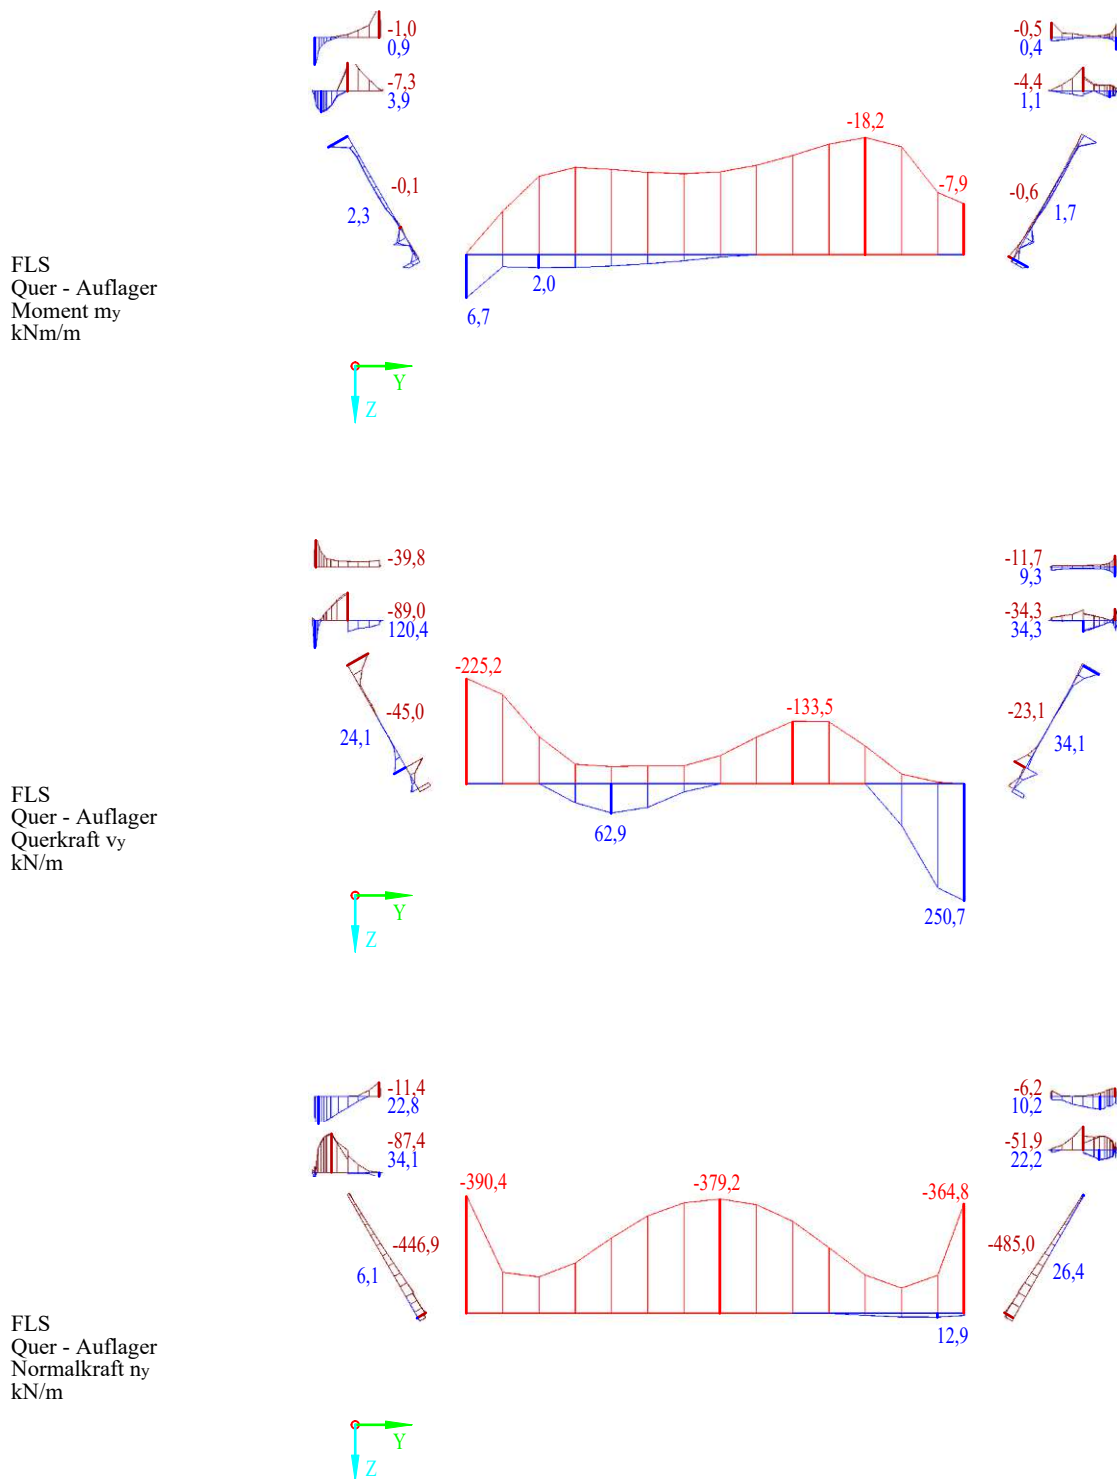 -1,0
0,9
-7,3
3,9
-0,1
2,3
-18,2
-7,9
2,0
6,7
-0,5
0,4
-4,4
1,1
-0,6
1,7
FLS
Quer - Auflager
Moment my
kNm/m
Y
Z
-39,8
-89,0
120,4
-45,0
24,1
-225,2
-133,5
62,9
250,7
-11,7
9,3
-34,3
34,3
-23,1
34,1
FLS
Quer - Auflager
Querkraft vy
kN/m
Y
Z
-11,4
22,8
-87,4
34,1
-446,9
6,1
-390,4
-379,2
-364,8
12,9
-6,2
10,2
-51,9
22,2
-485,0
26,4
FLS
Quer - Auflager
Normalkraft ny
kN/m
Y
Z